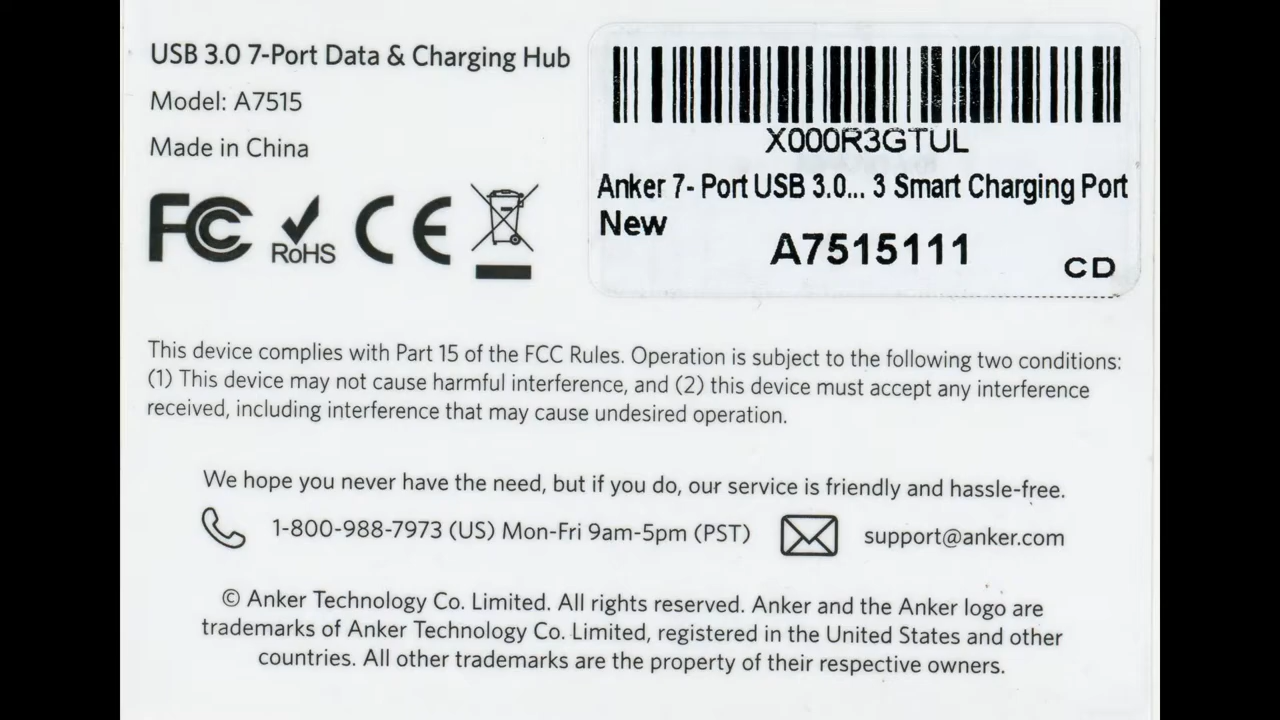 USB 3.0 7-Port Data & Charging Hub
Model: A7515
Made in China
FC
RoHS
CE
X000R3GTUL
Anker 7- Port USB 3.0... 3 Smart Charging Port
New
A7515111
CD
This device complies with Part 15 of the FCC Rules. Operation is subject to the following two conditions:
(1) This device may not cause harmful interference, and (2) this device must accept any interference
received, including interference that may cause undesired operation.
We hope you never have the need, but if you do, our service is friendly and hassle-free.
1-800-988-7973 (US) Mon-Fri 9am-5pm (PST)
support@anker.com
© Anker Technology Co. Limited. All rights reserved. Anker and the Anker logo are
trademarks of Anker Technology Co. Limited, registered in the United States and other
countries. All other trademarks are the property of their respective owners.